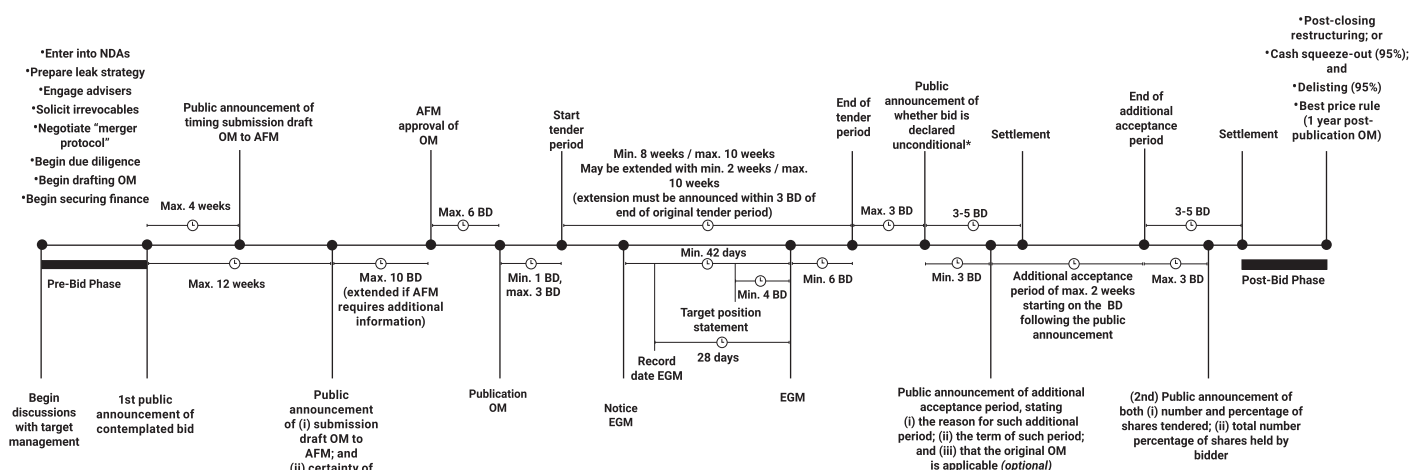 •Enter into NDAs
•Prepare leak strategy
•Engage advisers
•Solicit irrevocables
•Negotiate “merger
protocol”
•Begin due diligence
•Begin drafting OM
•Begin securing finance
Max. 4 weeks
Public announcement of
timing submission draft
OM to AFM
AFM
approval of
OM
Max. 6 BD
Start
tender
period
Min. 8 weeks / max. 10 weeks
May be extended with min. 2 weeks / max.
10 weeks
(extension must be announced within 3 BD of
end of original tender period)
End of
tender
period
Max. 3 BD
Public
announcement of
whether bid is
declared
unconditional*
3-5 BD
Settlement
End of
additional
acceptance
period
3-5 BD
Settlement
•Post-closing
restructuring; or
•Cash squeeze-out (95%);
and
•Delisting (95%)
•Best price rule
(1 year post-
publication OM)
Pre-Bid Phase
Max. 12 weeks
Max. 10 BD
(extended if AFM
requires additional
information)
Min. 1 BD,
max. 3 BD
Min. 42 days
Min. 4 BD
Target position
statement
28 days
Record
date EGM
Min. 6 BD
Min. 3 BD
Additional acceptance
period of max. 2 weeks
starting on the BD
following the public
announcement
Max. 3 BD
Post-Bid Phase
Begin
discussions
with target
management
1st public
announcement of
contemplated bid
Public
announcement
of (i) submission
draft OM to
AFM; and
(ii) certainty of
Publication
OM
Notice
EGM
EGM
Public announcement of additional
acceptance period, stating
(i) the reason for such additional
period; (ii) the term of such period;
and (iii) that the original OM
is applicable (optional)
(2nd) Public announcement of
both (i) number and percentage of
shares tendered; (ii) total number
percentage of shares held by
bidder